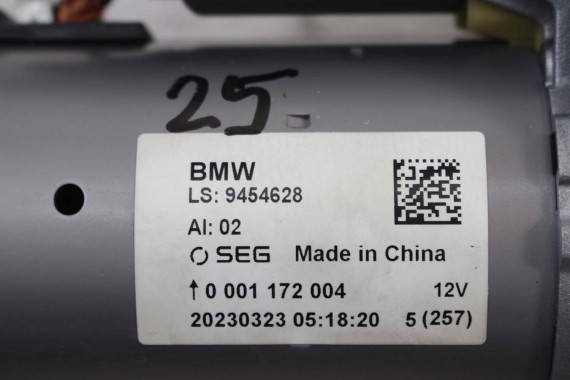 25
BMW
LS: 9454628
AI: 02
SEG Made in China
↑0 001 172 004 12V
20230323 05:18:20 5 (257)